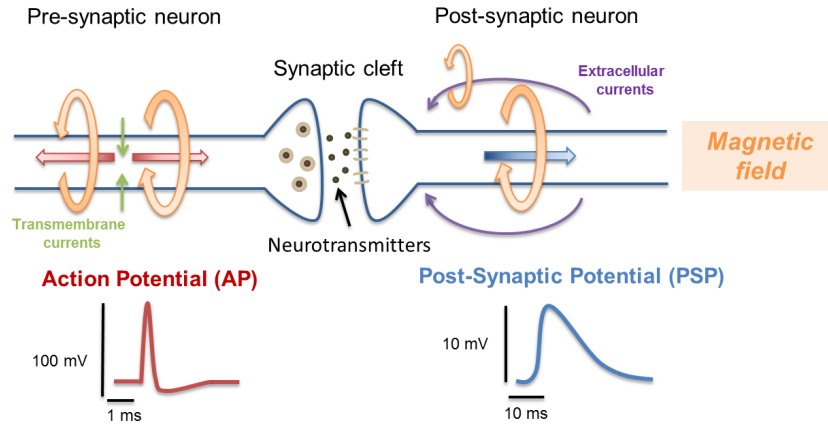 Pre-synaptic neuron
Post-synaptic neuron
Synaptic cleft
Extracellular
currents
Magnetic
field
Transmembrane
currents
Neurotransmitters
Action Potential (AP)
Post-Synaptic Potential (PSP)
100 mV
1 ms
10 mV
10 ms